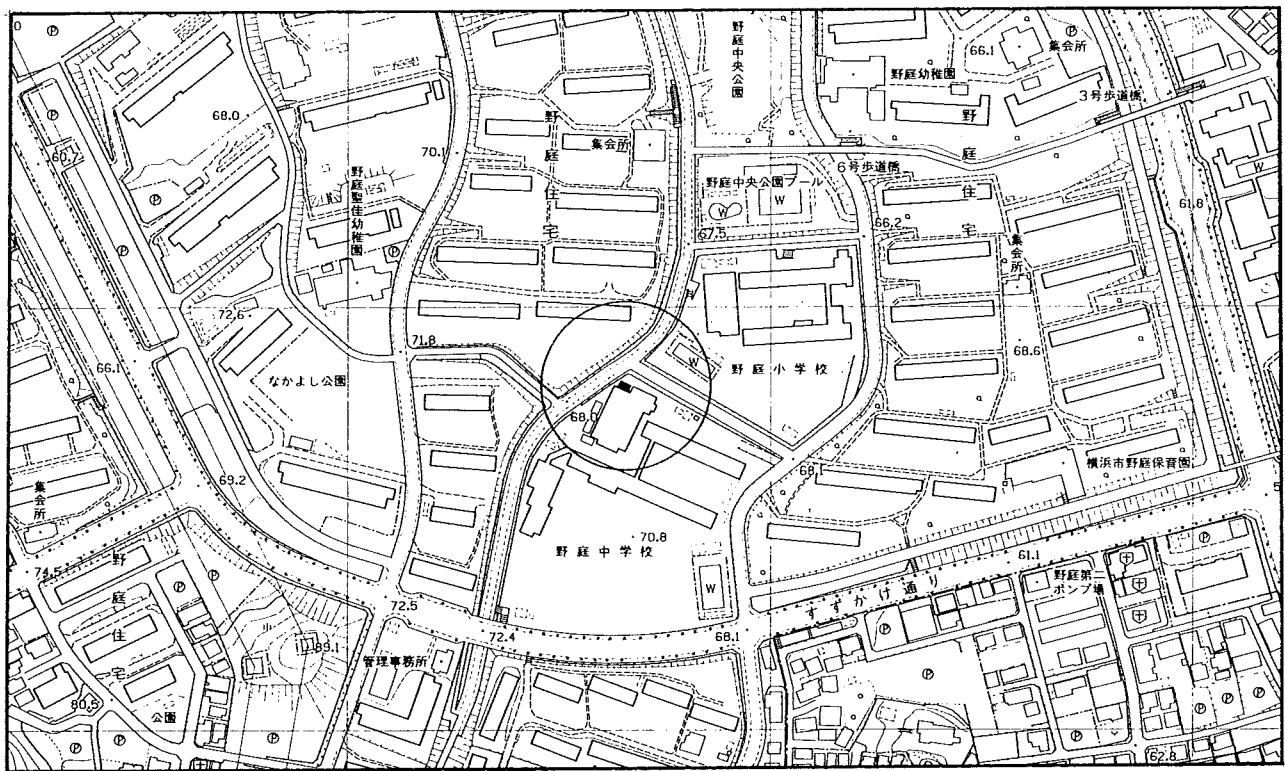 野庭中央公園
集会所
66.1
野庭幼稚園
3号歩道橋
68.0
70.1
野庭住宅
集会所
野庭住宅
6号歩道橋
野庭中央公園プール
W
W
60.7
野庭聖佳幼稚園
67.5
66.2
61.8
集会所
72.6
71.8
66.1
なかよし公園
W
野庭小学校
68.6
68.0
69.2
横浜市野庭保育園
68.1
集会所
70.8
野庭中学校
74.5
61.1
すずかけ通り
野庭第二
ポンプ場
W
野庭住宅
72.5
72.4
68.1
89.1
管理事務所
80.5
公園
62.8